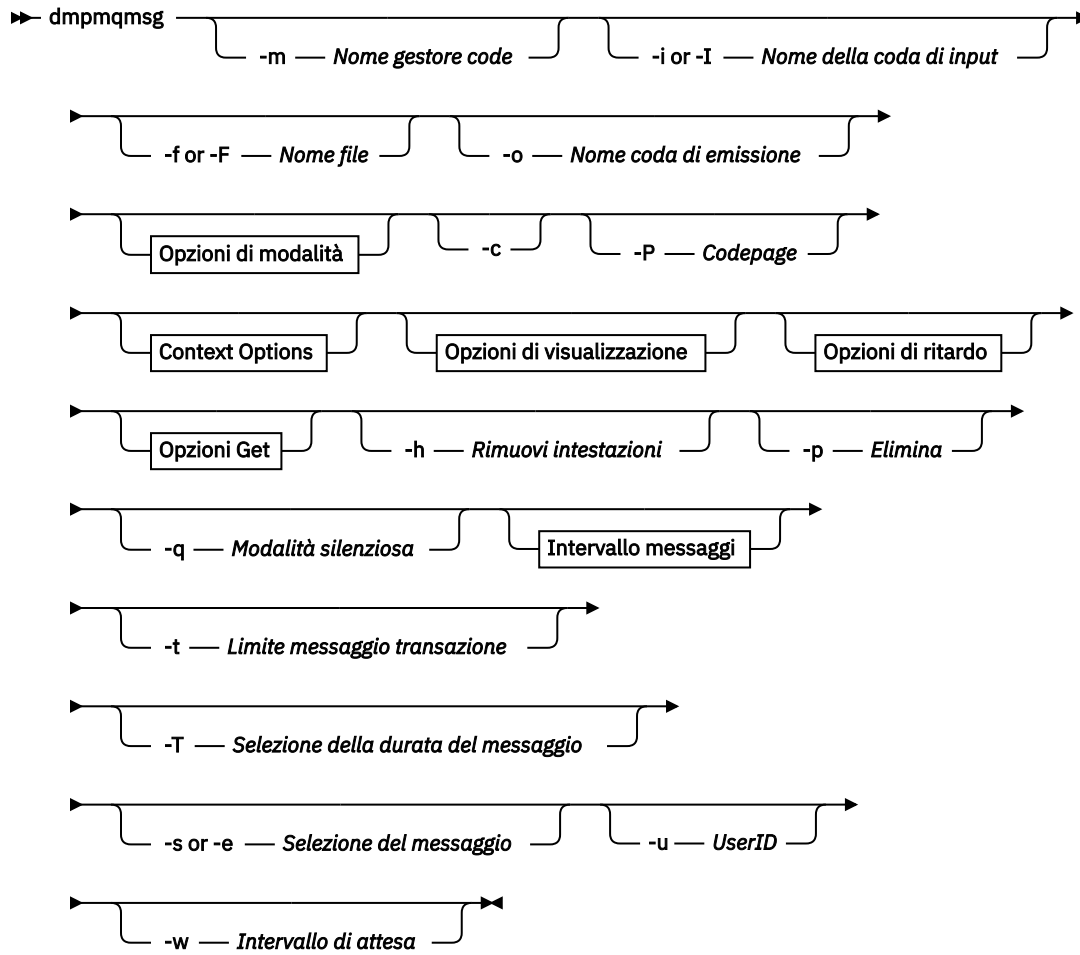 dmpmqmsg
-m Nome gestore code -i or -I Nome della coda di input
-f or -F Nome file -o Nome coda di emissione
Opzioni di modalità -c -P Codepage
Context Options Opzioni di visualizzazione Opzioni di ritardo
Opzioni Get -h Rimuovi intestazioni -p Elimina
-q Modalità silenziosa Intervallo messaggi
-t Limite messaggio transazione
-T Selezione della durata del messaggio
-s or -e Selezione del messaggio -u UserID
-w Intervallo di attesa